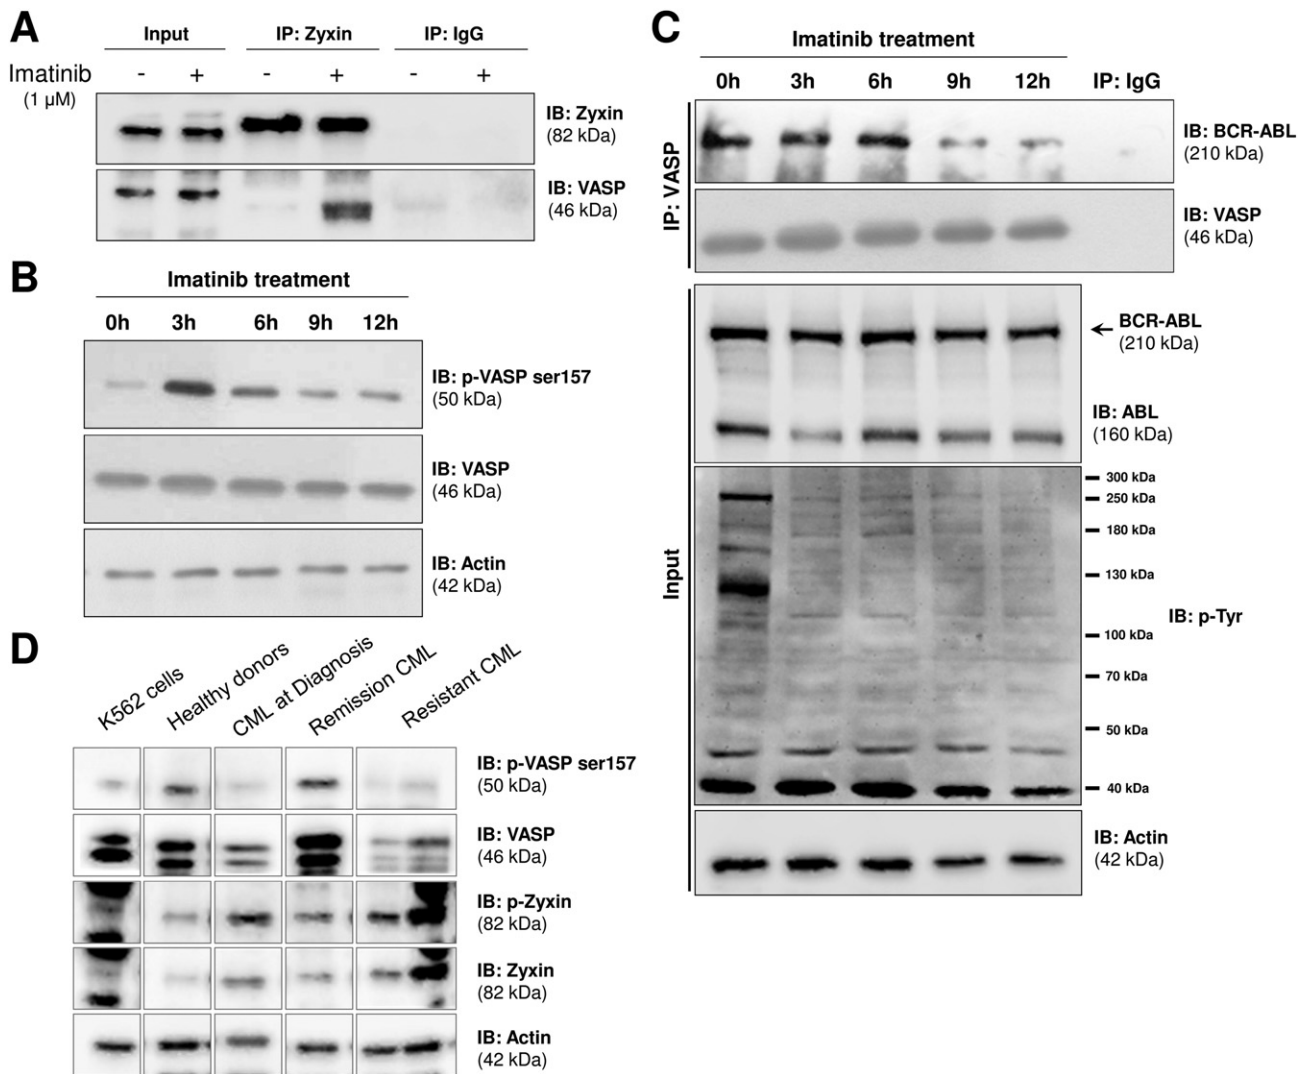 A
Input
IP: Zyxin
IP: IgG
Imatinib
(1 µM)
- + - + - +
IB: Zyxin
(82 kDa)
IB: VASP
(46 kDa)
B
Imatinib treatment
0h 3h 6h 9h 12h
IB: p-VASP ser157
(50 kDa)
IB: VASP
(46 kDa)
IB: Actin
(42 kDa)
C
Imatinib treatment
0h 3h 6h 9h 12h IP: IgG
IP: VASP
IB: BCR-ABL
(210 kDa)
IB: VASP
(46 kDa)
Input
BCR-ABL
(210 kDa)
IB: ABL
(160 kDa)
300 kDa
250 kDa
180 kDa
130 kDa
IB: p-Tyr
100 kDa
70 kDa
50 kDa
40 kDa
IB: Actin
(42 kDa)
D
K562 cells
Healthy donors
CML at Diagnosis
Remission CML
Resistant CML
IB: p-VASP ser157
(50 kDa)
IB: VASP
(46 kDa)
IB: p-Zyxin
(82 kDa)
IB: Zyxin
(82 kDa)
IB: Actin
(42 kDa)